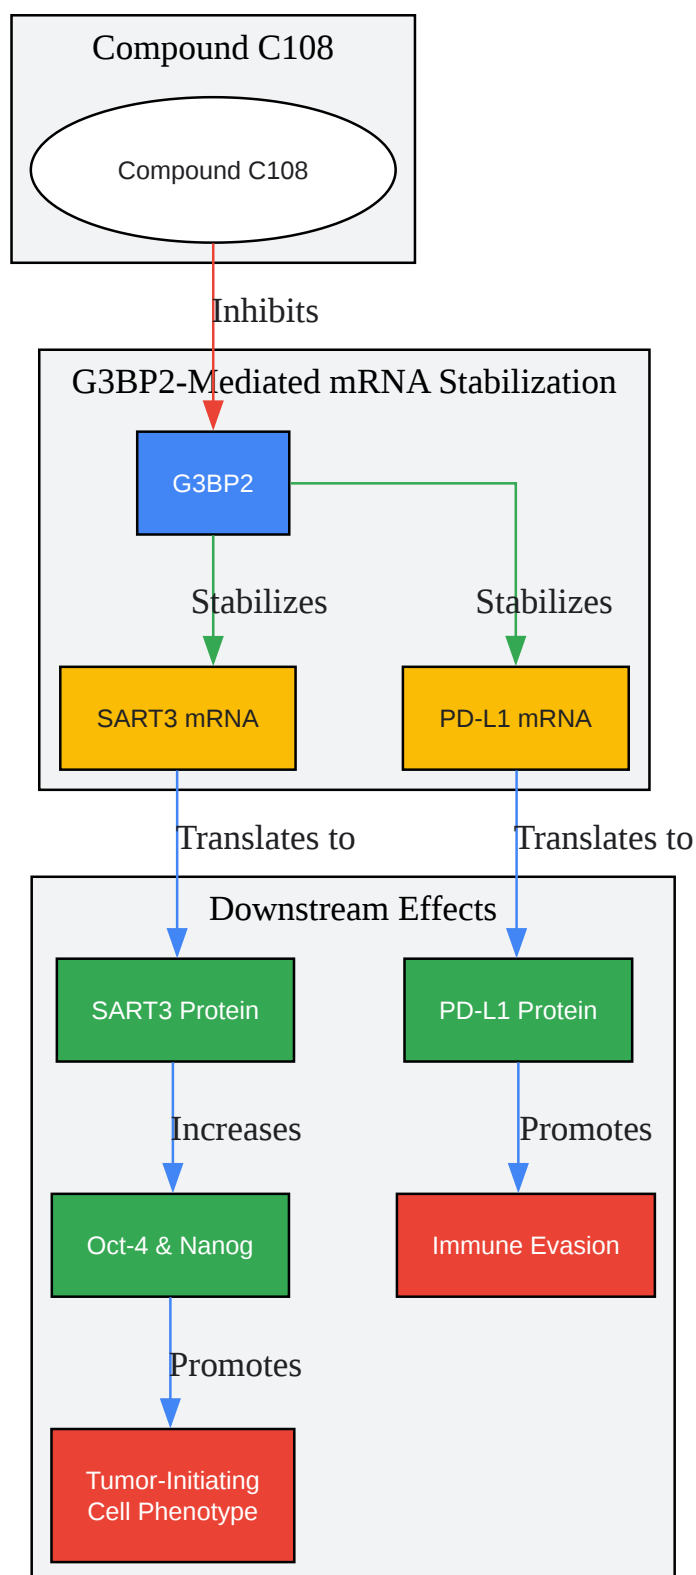 Compound C108
Compound C108
Inhibits
G3BP2-Mediated mRNA Stabilization
G3BP2
Stabilizes
Stabilizes
SART3 mRNA
PD-L1 mRNA
Translates to
Translates to
Downstream Effects
SART3 Protein
PD-L1 Protein
Increases
Promotes
Oct-4 & Nanog
Immune Evasion
Promotes
Tumor-Initiating
Cell Phenotype